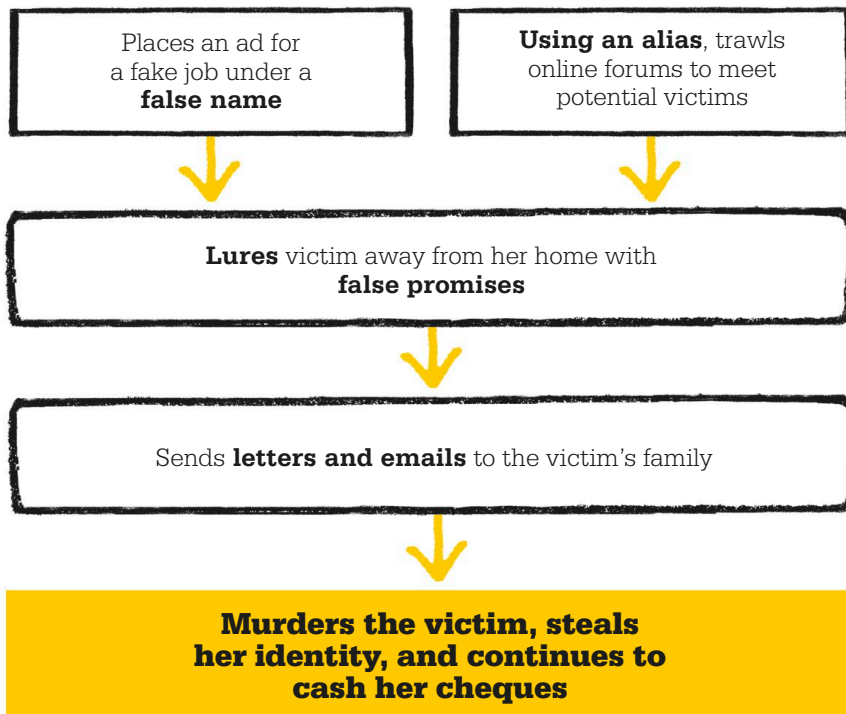 Places an ad for
a fake job under a
false name
Using an alias, trawls
online forums to meet
potential victims
Lures victim away from her home with
false promises
Sends letters and emails to the victim’s family
Murders the victim, steals
her identity, and continues to
cash her cheques